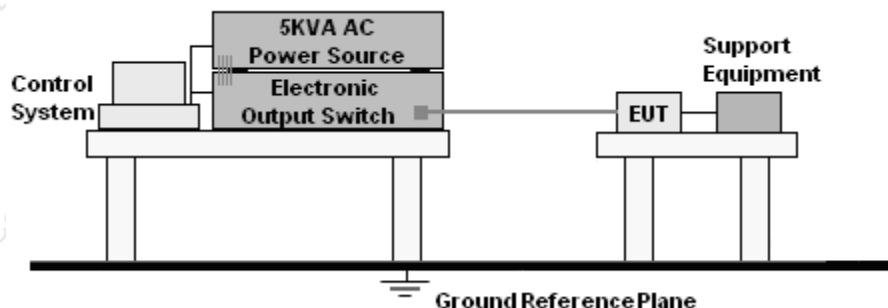 5KVA AC
Power Source
Control
System
Electronic
Output Switch
EUT
Support
Equipment
Ground Reference Plane